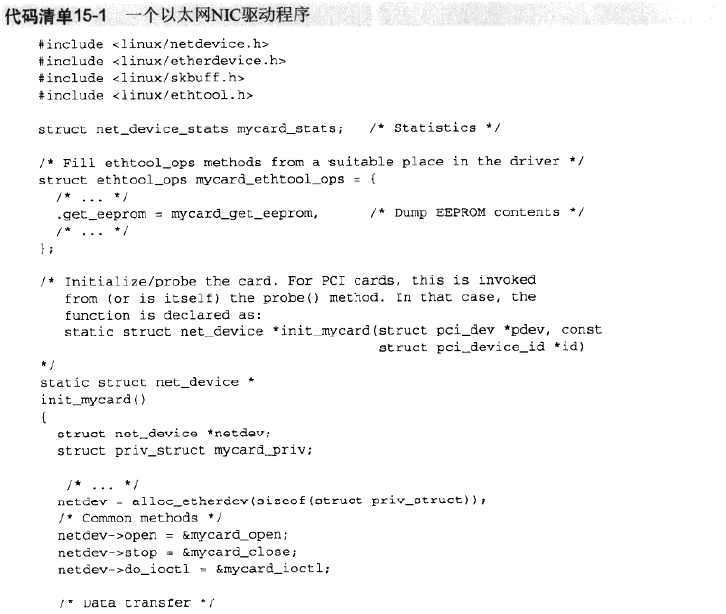 代码清单15-1 一个以太网NIC驱动程序
#include <linux/netdevice.h>
#include <linux/etherdevice.h>
#include <linux/skbuff.h>
#include <linux/ethtool.h>
struct net_device_stats mycard_stats; /* Statistics */
/* Fill ethtool_ops methods from a suitable place in the driver */
struct ethtool_ops mycard_ethtool_ops = {
/* ... */
.get_eeprom = mycard_get_eeprom, /* Dump EEPROM contents */
/* ... */
};
/* Initialize/probe the card. For PCI cards, this is invoked
from (or is itself) the probe() method. In that case, the
function is declared as:
static struct net_device *init_mycard(struct pci_dev *pdev, const
struct pci_device_id *id)
*/
static struct net_device *
init_mycard()
{
struct net_device *netdev;
struct priv_struct mycard_priv;
/* ... */
netdev = alloc_etherdev(sizeof(struct priv_struct));
/* Common methods */
netdev->open = &mycard_open;
netdev->stop = &mycard_close;
netdev->do_ioctl = &mycard_ioctl;
/* Data transfer */